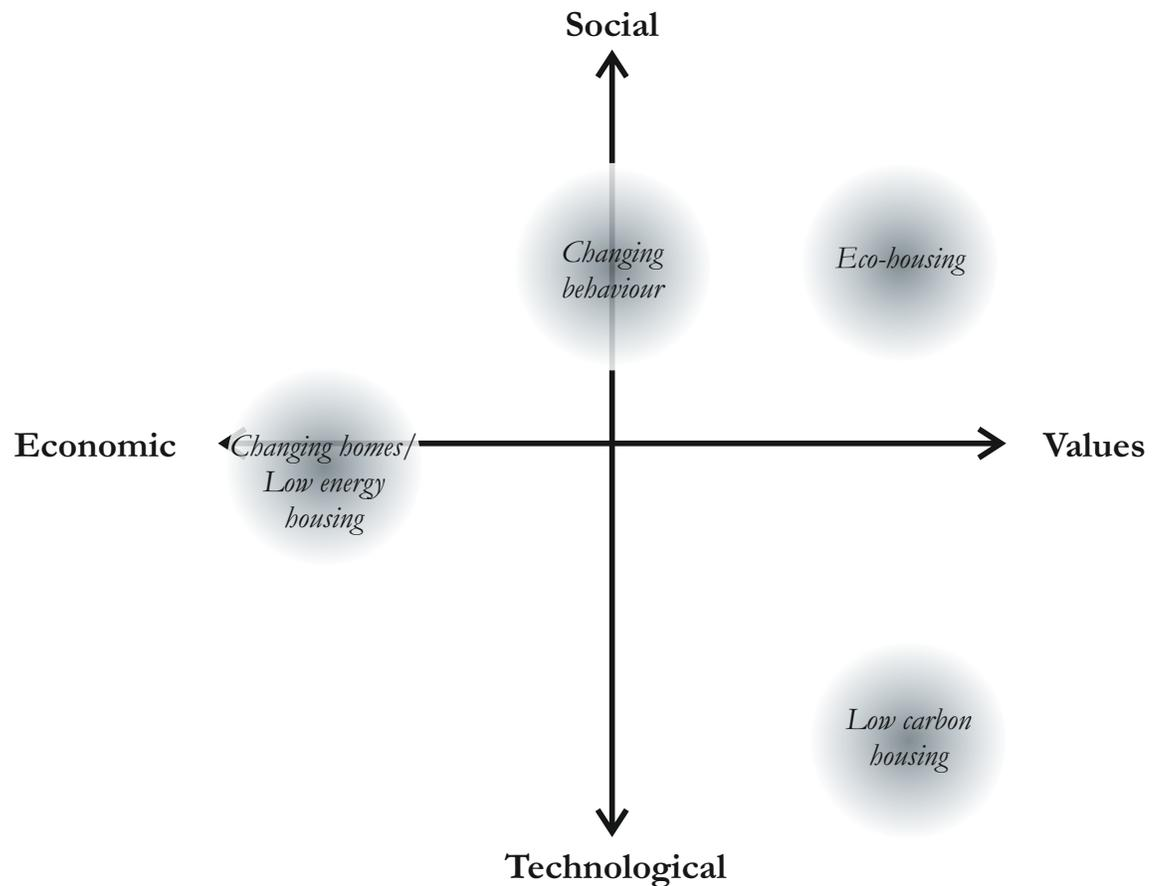 Social
Changing
behaviour
Eco-housing
Economic
Changing homes/
Low energy
housing
Values
Low carbon
housing
Technological